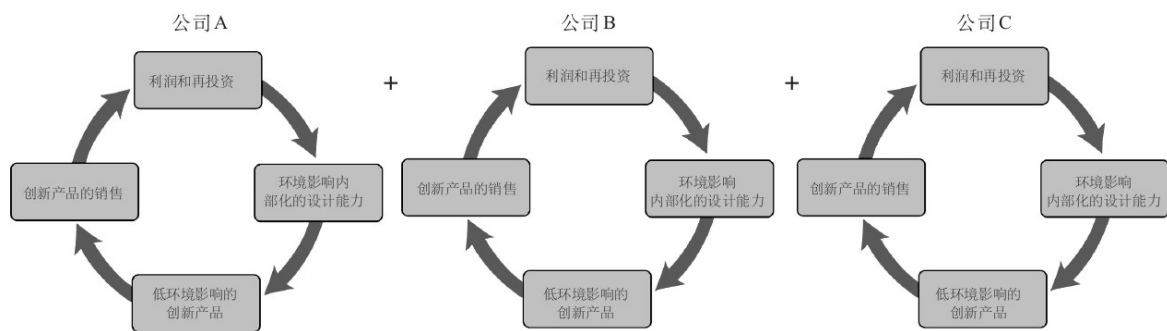 公司A
利润和再投资
环境影响内
部化的设计能力
低环境影响的
创新产品
创新产品的销售
+
公司B
利润和再投资
环境影响
内部化的设计能力
低环境影响的
创新产品
创新产品的销售
+
公司C
利润和再投资
环境影响
内部化的设计能力
低环境影响的
创新产品
创新产品的销售